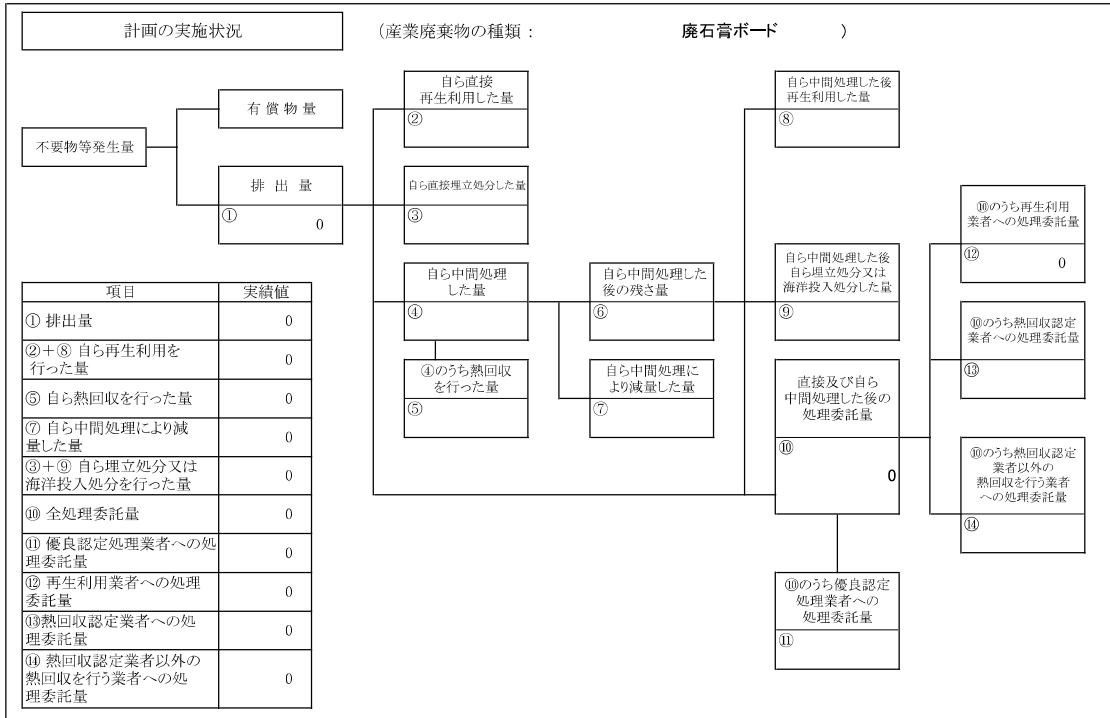 計画の実施状況
(産業廃棄物の種類： 廃石膏ボード )
不要物等発生量
有償物量
排出量
①
0
自ら直接
再生利用した量
②
自ら直接埋立処分した量
③
自ら中間処理
した量
④
④のうち熱回収
を行った量
⑤
自ら中間処理した
後の残さ量
⑥
自ら中間処理に
より減量した量
⑦
自ら中間処理した後
再生利用した量
⑧
自ら中間処理した後
自ら埋立処分又は
海洋投入処分した量
⑨
直接及び自ら
中間処理した後の
処理委託量
⑩
0
⑩のうち優良認定
処理業者への
処理委託量
⑪
⑩のうち再生利用
業者への処理委託量
⑫
0
⑩のうち熱回収認定
業者への処理委託量
⑬
⑩のうち熱回収認定
業者以外の
熱回収を行う業者
への処理委託量
⑭
項目 実績値
① 排出量 0
②＋⑧ 自ら再生利用を
行った量 0
⑤ 自ら熱回収を行った量 0
⑦ 自ら中間処理により減
量した量 0
③＋⑨ 自ら埋立処分又は
海洋投入処分を行った量 0
⑩ 全処理委託量 0
⑪ 優良認定処理業者への処
理委託量 0
⑫ 再生利用業者への処理
委託量 0
⑬熱回収認定業者への処
理委託量 0
⑭ 熱回収認定業者以外の
熱回収を行う業者への処
理委託量 0